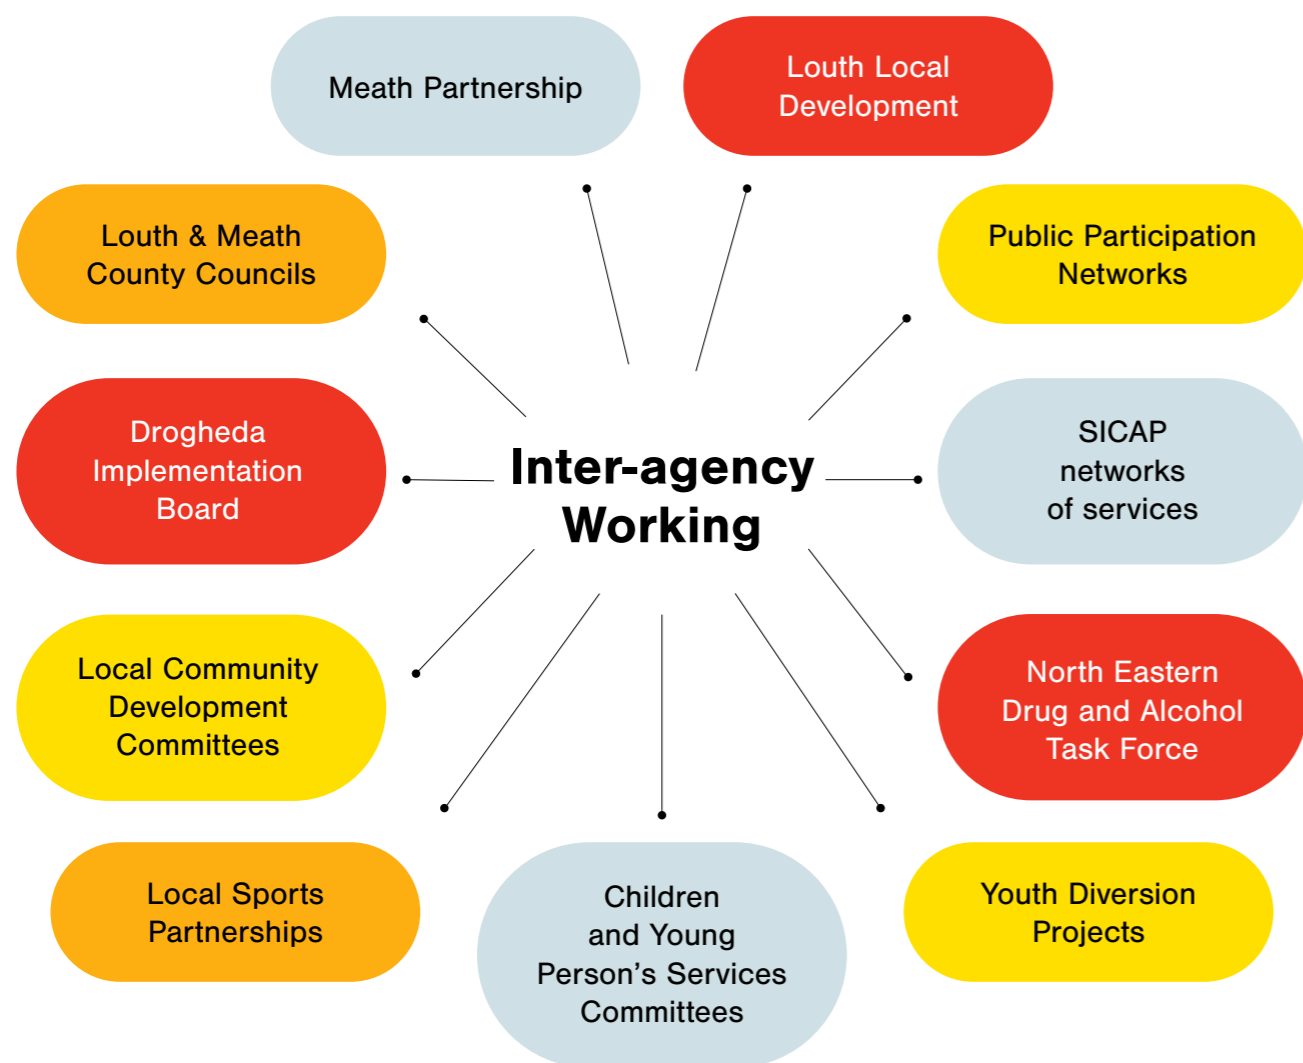 Meath Partnership
Louth Local
Development
Louth & Meath
County Councils
Public Participation
Networks
Drogheda
Implementation
Board
Inter-agency
Working
SICAP
networks
of services
Local Community
Development
Committees
North Eastern
Drug and Alcohol
Task Force
Local Sports
Partnerships
Children
and Young
Person’s Services
Committees
Youth Diversion
Projects